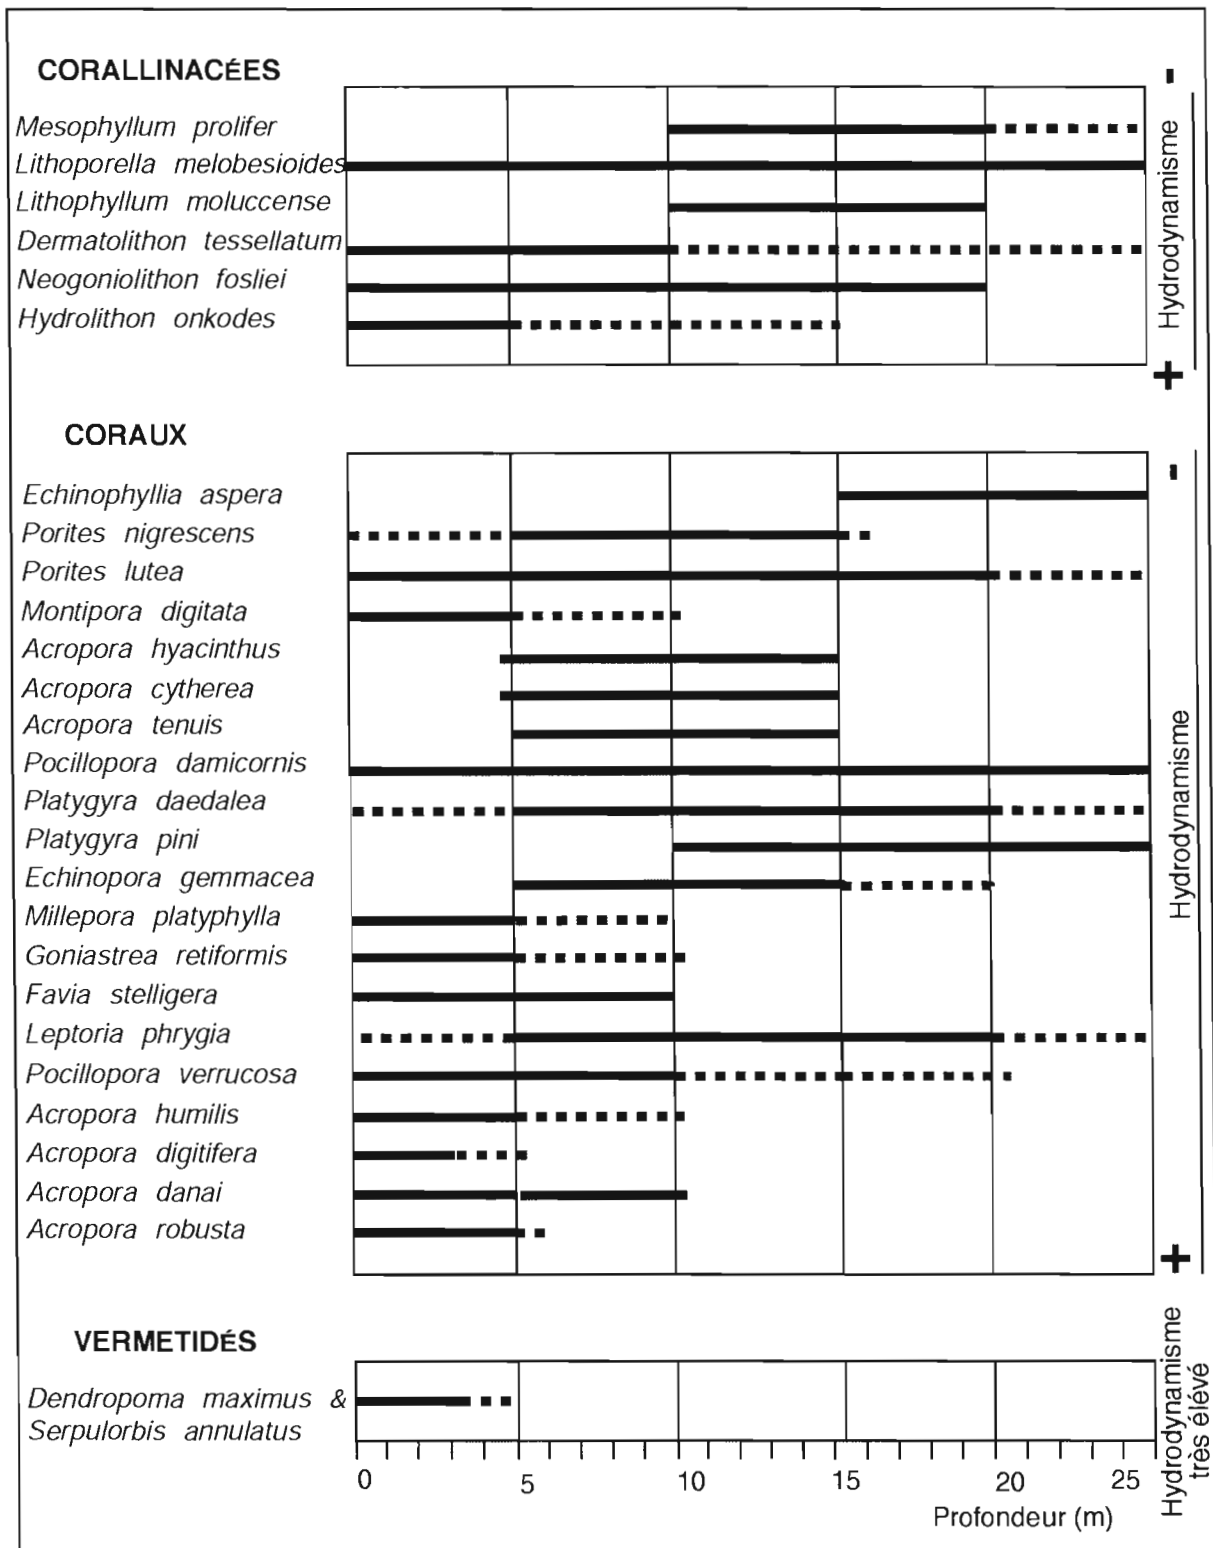 CORALLINACÉES
-
Mesophyllum prolifer
Lithoporella melobesioides
Lithophyllum moluccense
Dermatolithon tessellatum
Neogoniolithon fosliei
Hydrolithon onkodes
Hydrodynamisme
+
CORAUX
-
Echinophyllia aspera
Porites nigrescens
Porites lutea
Montipora digitata
Acropora hyacinthus
Acropora cytherea
Acropora tenuis
Pocillopora damicornis
Platygyra daedalea
Platygyra pini
Echinopora gemmacea
Millepora platyphylla
Goniastrea retiformis
Favia stelligera
Leptoria phrygia
Pocillopora verrucosa
Acropora humilis
Acropora digitifera
Acropora danai
Acropora robusta
Hydrodynamisme
+
VERMETIDÉS
Dendropoma maximus &
Serpulorbis annulatus
Hydrodynamisme
trés élévé
0 5 10 15 20 25
Profondeur (m)